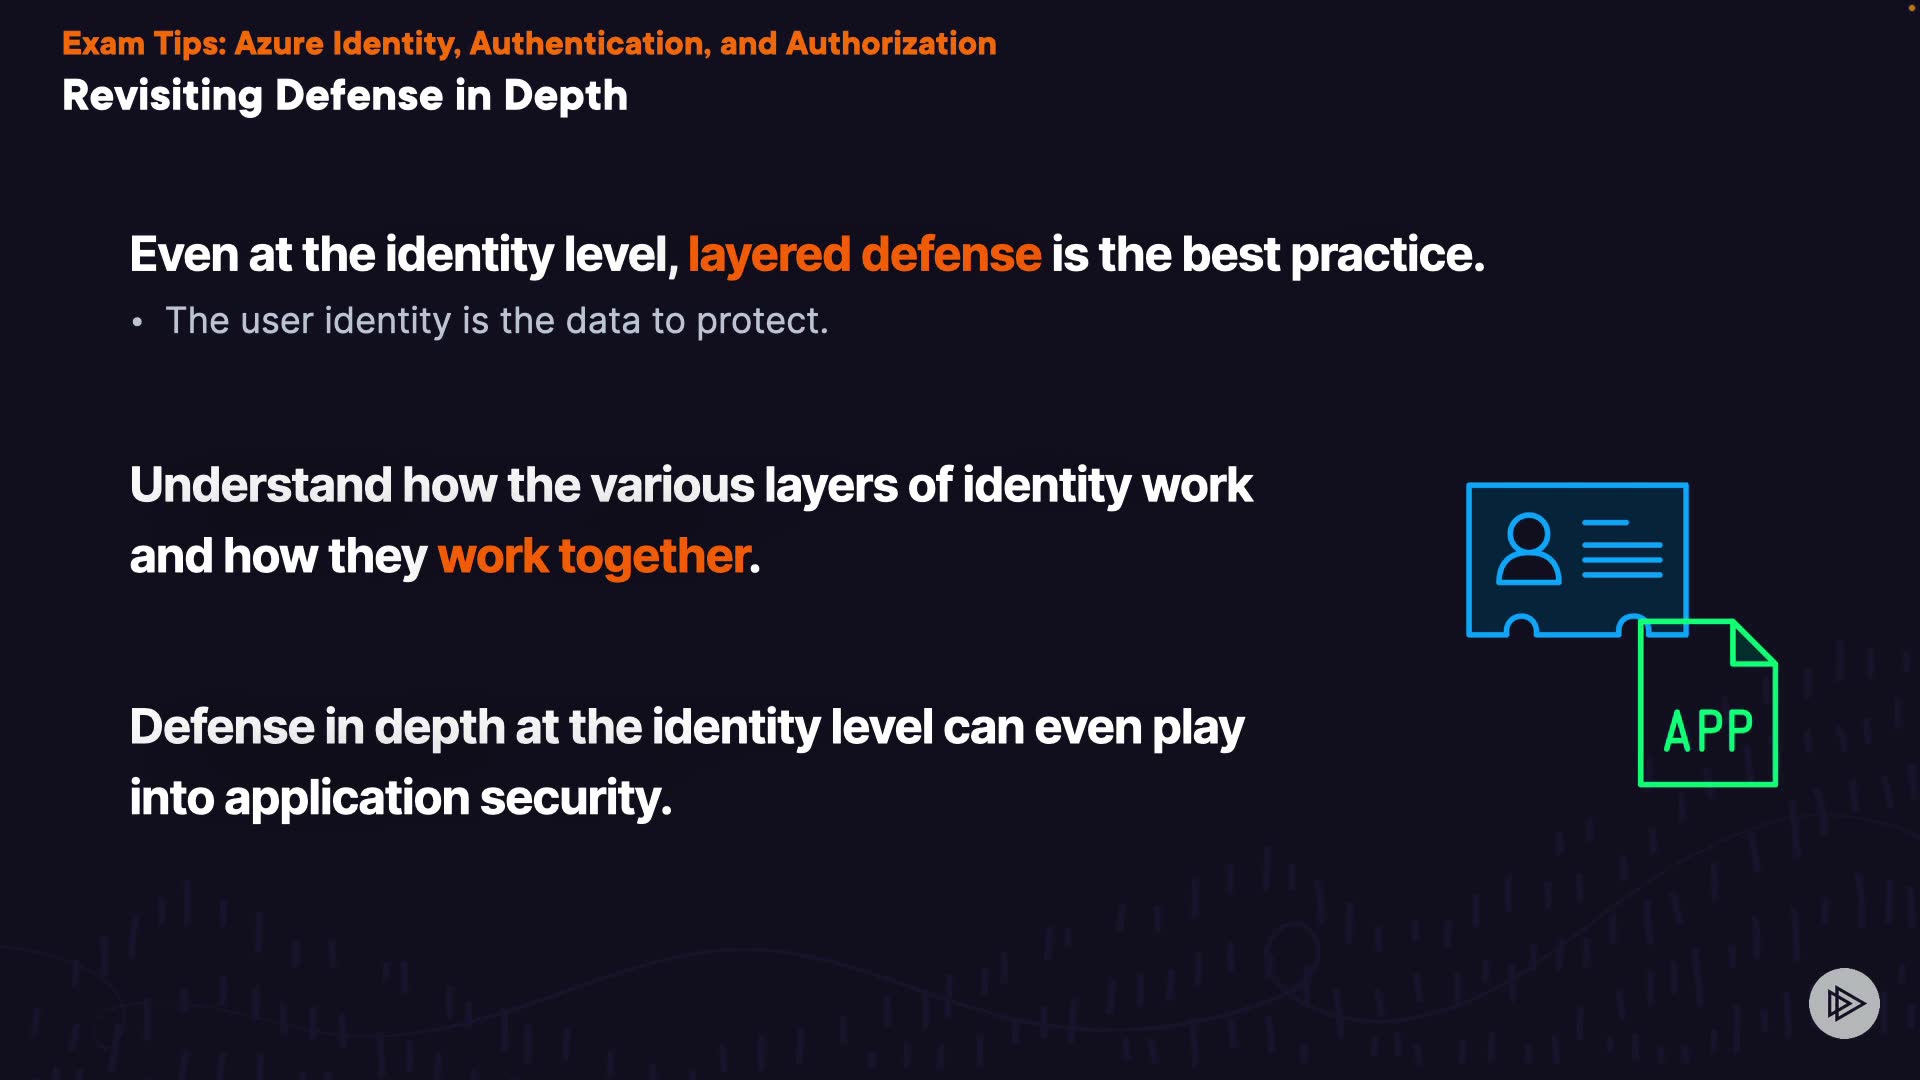 Exam Tips: Azure Identity, Authentication, and Authorization
Revisiting Defense in Depth
Even at the identity level, layered defense is the best practice.
• The user identity is the data to protect.
Understand how the various layers of identity work
and how they work together.
Defense in depth at the identity level can even play
into application security.
APP